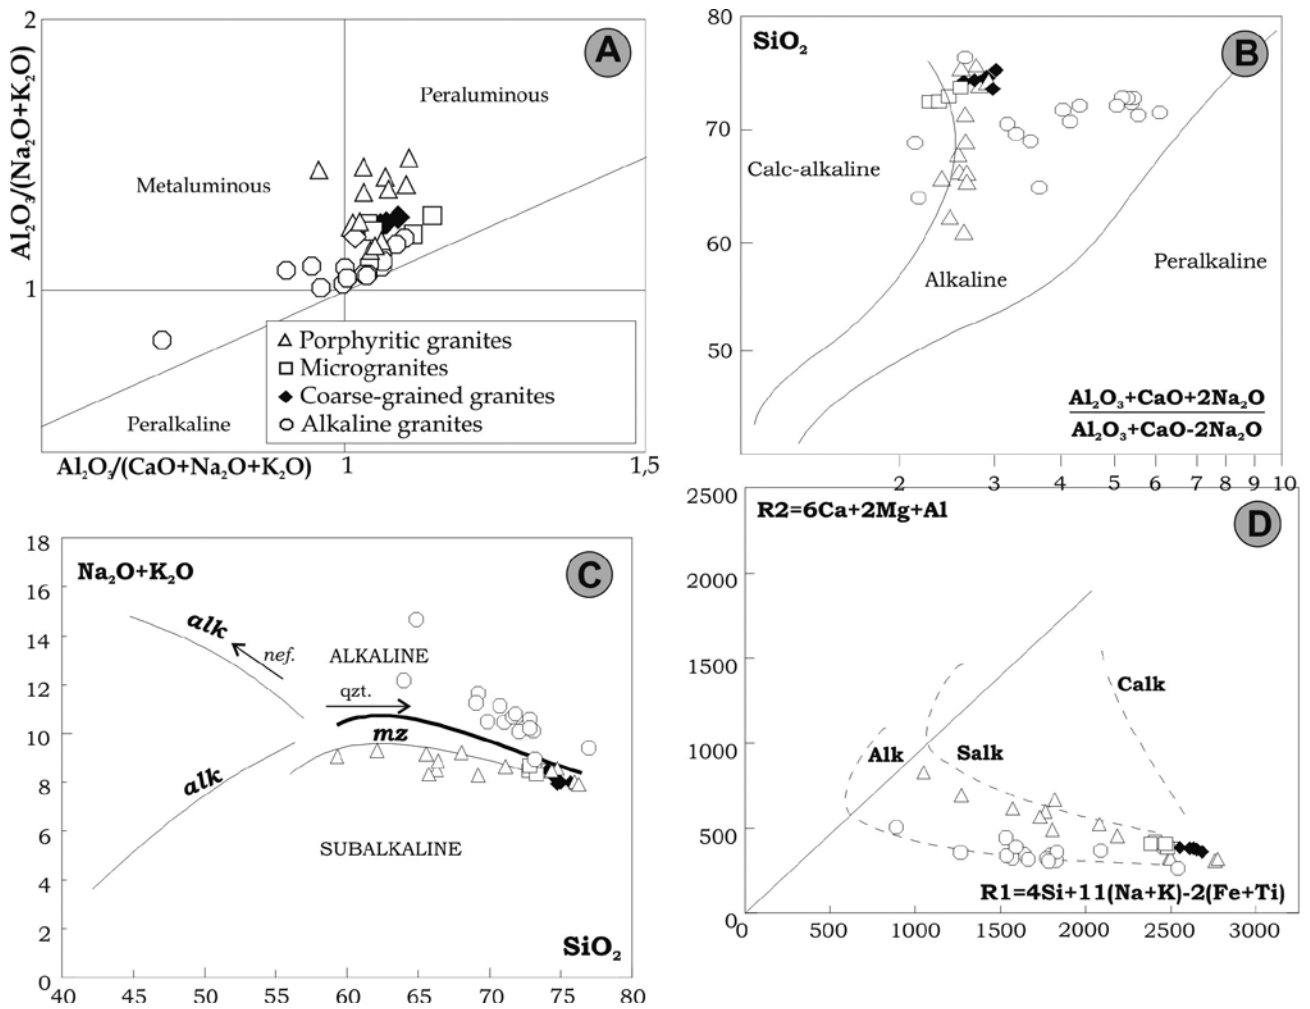 A
2
Al₂O₃/(Na₂O+K₂O)
Peraluminous
Metaluminous
1
△ Porphyritic granites
□ Microgranites
◆ Coarse-grained granites
○ Alkaline granites
Peralkaline
Al₂O₃/(CaO+Na₂O+K₂O)
1
1,5
B
80
SiO₂
70
Calc-alkaline
60
Alkaline
Peralkaline
50
Al₂O₃+CaO+2Na₂O
Al₂O₃+CaO-2Na₂O
2 3 4 5 6 7 8 9 10
C
18
Na₂O+K₂O
16
alk
14
nef.
ALKALINE
12
qzt.
10
mz
alk
8
6
SUBALKALINE
4
2
SiO₂
0
40 45 50 55 60 65 70 75 80
D
2500
R2=6Ca+2Mg+Al
2000
1500
Calk
1000
Alk
Salk
500
R1=4Si+11(Na+K)-2(Fe+Ti)
0
0 500 1000 1500 2000 2500 3000